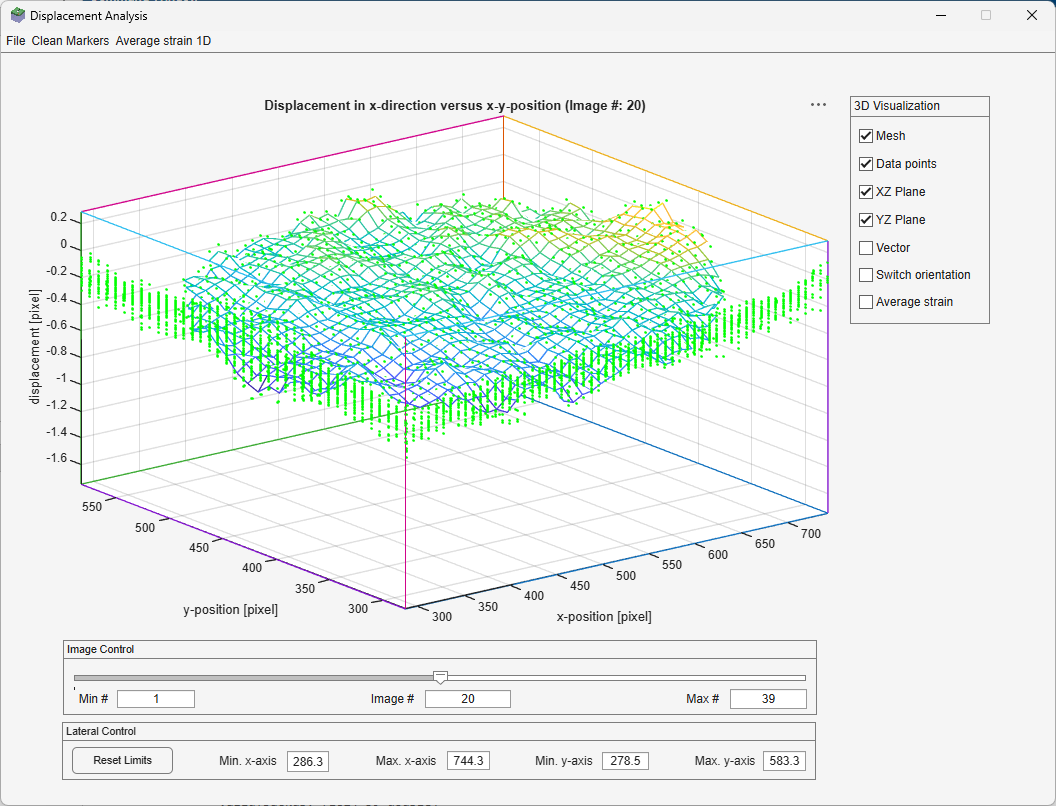 Displacement Analysis
File Clean Markers Average strain 1D
Displacement in x-direction versus x-y-position (Image #: 20)
0.2
0
-0.2
-0.4
-0.6
-0.8
-1
-1.2
-1.4
-1.6
displacement [pixel]
550
500
450
400
350
300
y-position [pixel]
300
350
400
450
500
550
600
650
700
x-position [pixel]
3D Visualization
Mesh
Data points
XZ Plane
YZ Plane
Vector
Switch orientation
Average strain
Image Control
Min # 1 Image # 20 Max # 39
Lateral Control
Reset Limits Min. x-axis 286.3 Max. x-axis 744.3 Min. y-axis 278.5 Max. y-axis 583.3